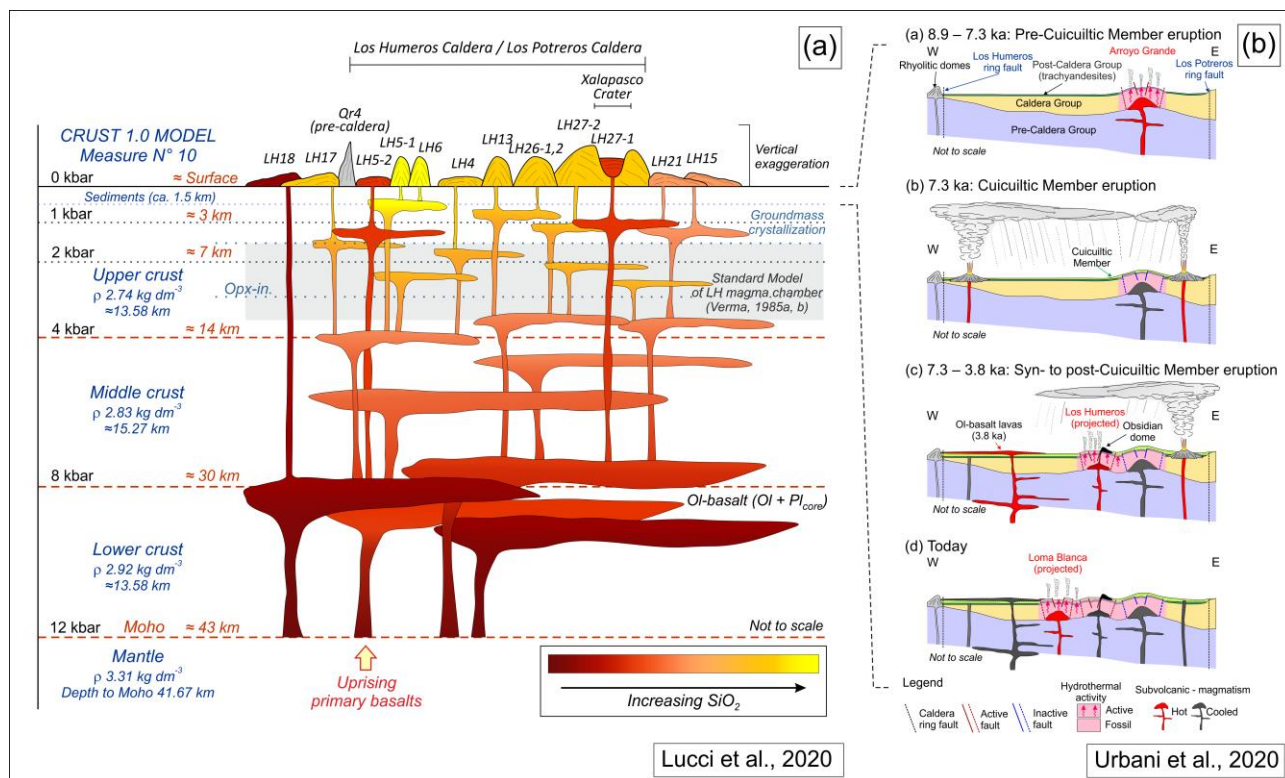 (a)
Los Humeros Caldera / Los Potreros Caldera
Xalapasco
Crater
Qr4
(pre-caldera)
LH18
LH17
LH5-2
LH5-1
LH6
LH4
LH13
LH26-1,2
LH27-2
LH27-1
LH21
LH15
Vertical
exaggeration
CRUST 1.0 MODEL
Measure N° 10
0 kbar ≈ Surface
Sediments (ca. 1.5 km)
1 kbar ≈ 3 km
Groundmass
crystallization
2 kbar ≈ 7 km
Upper crust
ρ 2.74 kg dm-3
≈13.58 km
Opx-in.
Standard Model
of LH magma chamber
(Verma, 1985a, b)
4 kbar ≈ 14 km
Middle crust
ρ 2.83 kg dm-3
≈15.27 km
8 kbar ≈ 30 km
Ol-basalt (Ol + Plcore)
Lower crust
ρ 2.92 kg dm-3
≈13.58 km
12 kbar Moho ≈ 43 km
Not to scale
Mantle
ρ 3.31 kg dm-3
Depth to Moho 41.67 km
Uprising
primary basalts
Increasing SiO2
Lucci et al., 2020
(b)
(a) 8.9 – 7.3 ka: Pre-Cuicuiltic Member eruption
W
E
Rhyolitic domes
Los Humeros
ring fault
Post-Caldera Group
(trachyandesites)
Arroyo Grande
Los Potreros
ring fault
Caldera Group
Pre-Caldera Group
Not to scale
(b) 7.3 ka: Cuicuiltic Member eruption
W
E
Cuicuiltic
Member
Not to scale
(c) 7.3 – 3.8 ka: Syn- to post-Cuicuiltic Member eruption
W
E
Ol-basalt lavas
(3.8 ka)
Los Humeros
(projected)
Obsidian
dome
Not to scale
(d) Today
W
E
Loma Blanca
(projected)
Not to scale
Legend
Caldera
ring fault
Active
fault
Inactive
fault
Hydrothermal
activity
Active
Fossil
Subvolcanic - magmatism
Hot
Cooled
Urbani et al., 2020